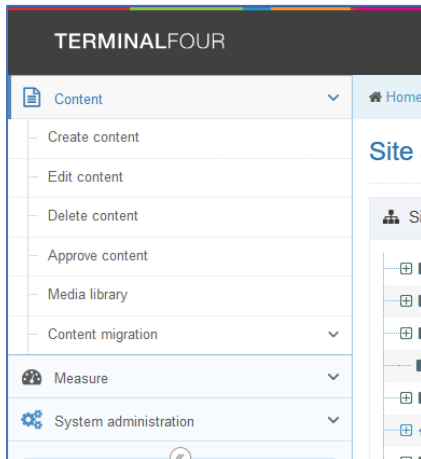 TERMINALFOUR
Content
Home
Create content
Site
Edit content
Delete content
Approve content
Media library
Content migration
Measure
System administration